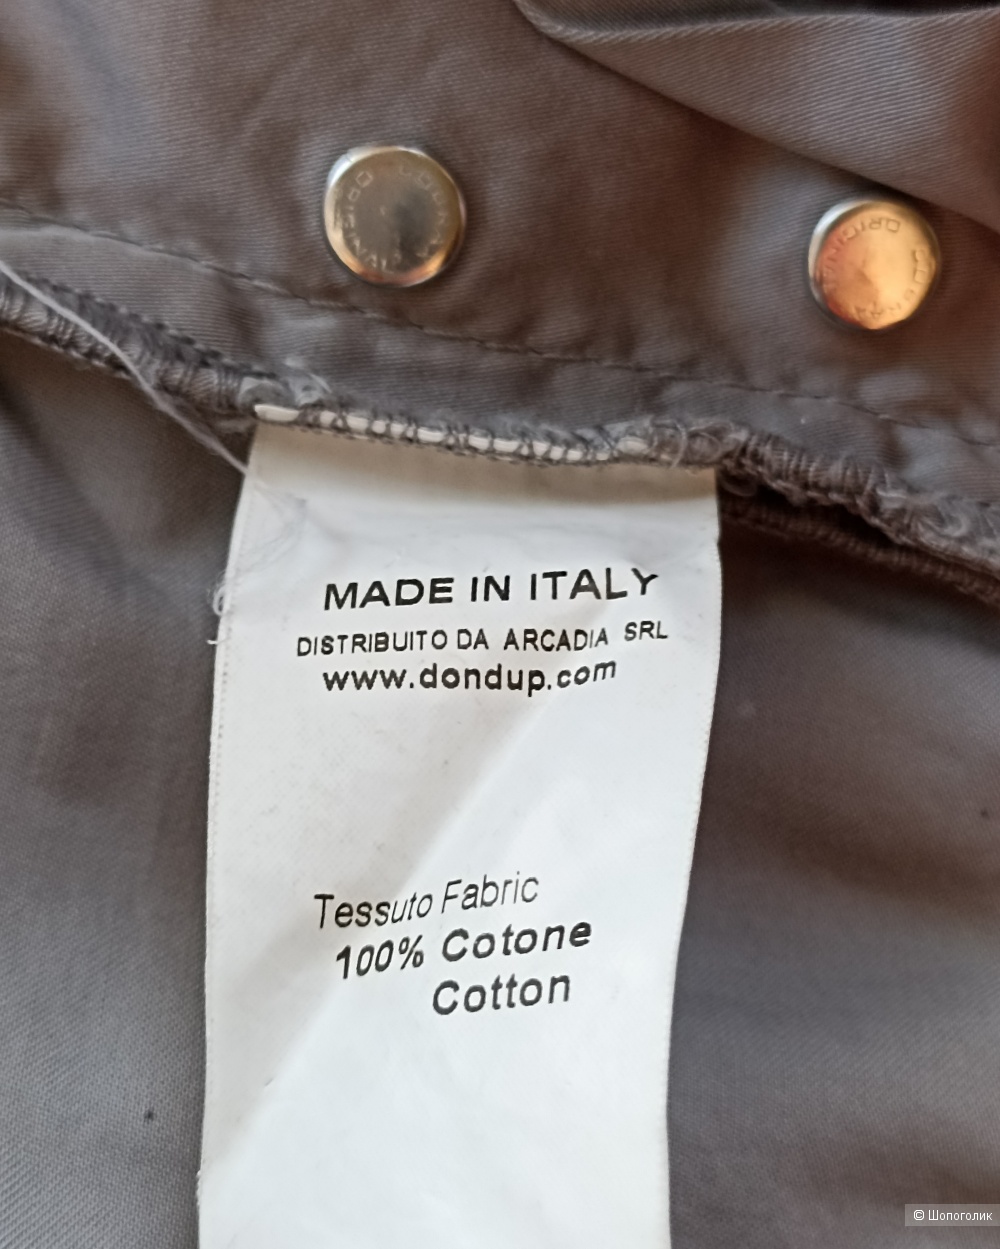 MADE IN ITALY
DISTRIBUITO DA ARCADIA SRL
www.dondup.com
Tessuto Fabric
100% Cotone
Cotton
© Шопоголик